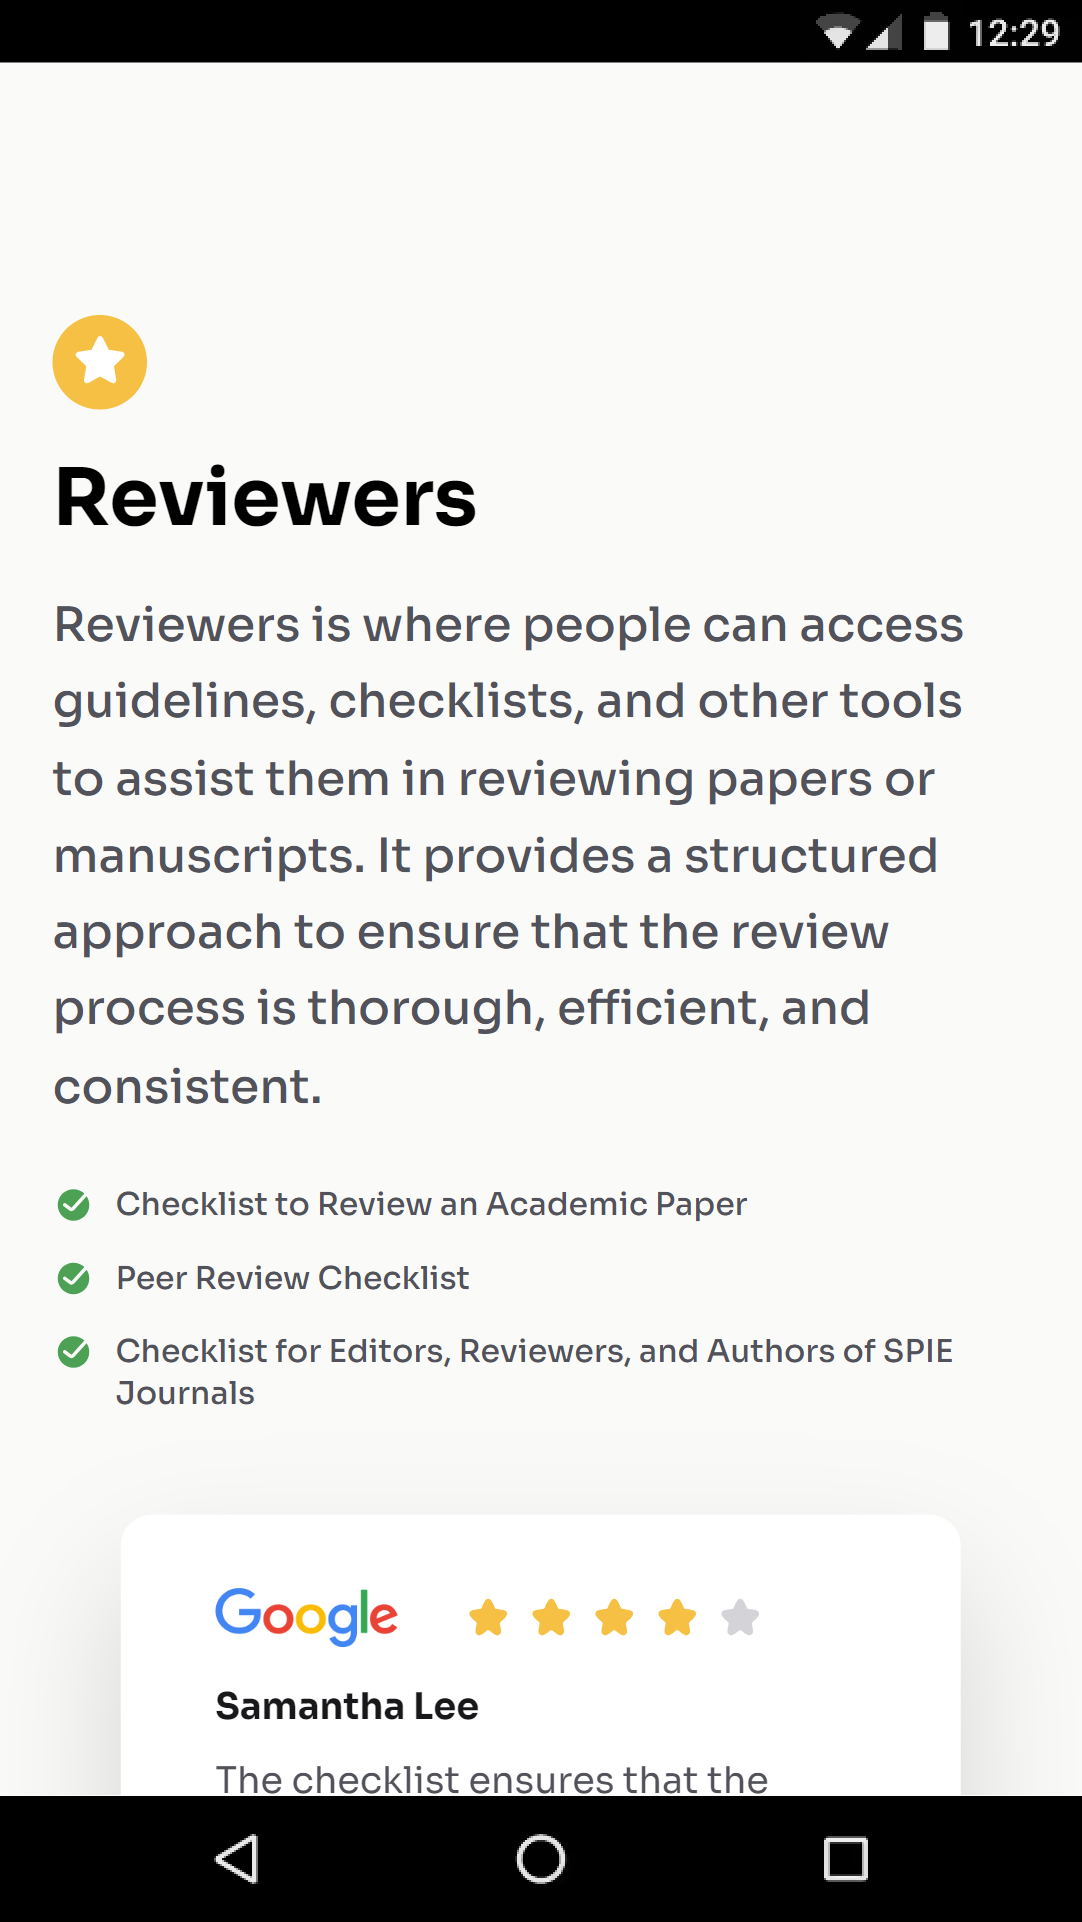 12:29
Reviewers
Reviewers is where people can access
guidelines, checklists, and other tools
to assist them in reviewing papers or
manuscripts. It provides a structured
approach to ensure that the review
process is thorough, efficient, and
consistent.
Checklist to Review an Academic Paper
Peer Review Checklist
Checklist for Editors, Reviewers, and Authors of SPIE
Journals
Google
Samantha Lee
The checklist ensures that the